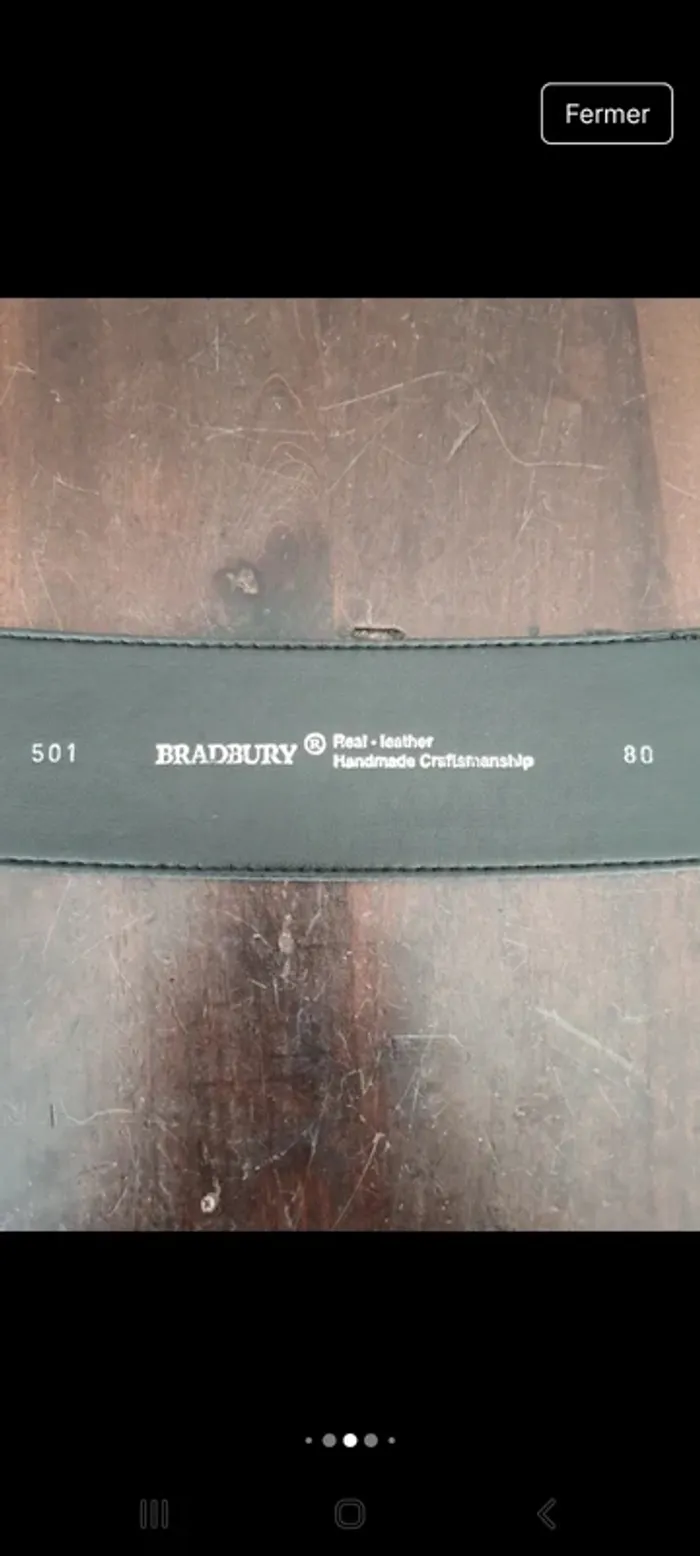 Fermer
501 BRADBURY ® Real - leather 80
Handmade Craftsmanship